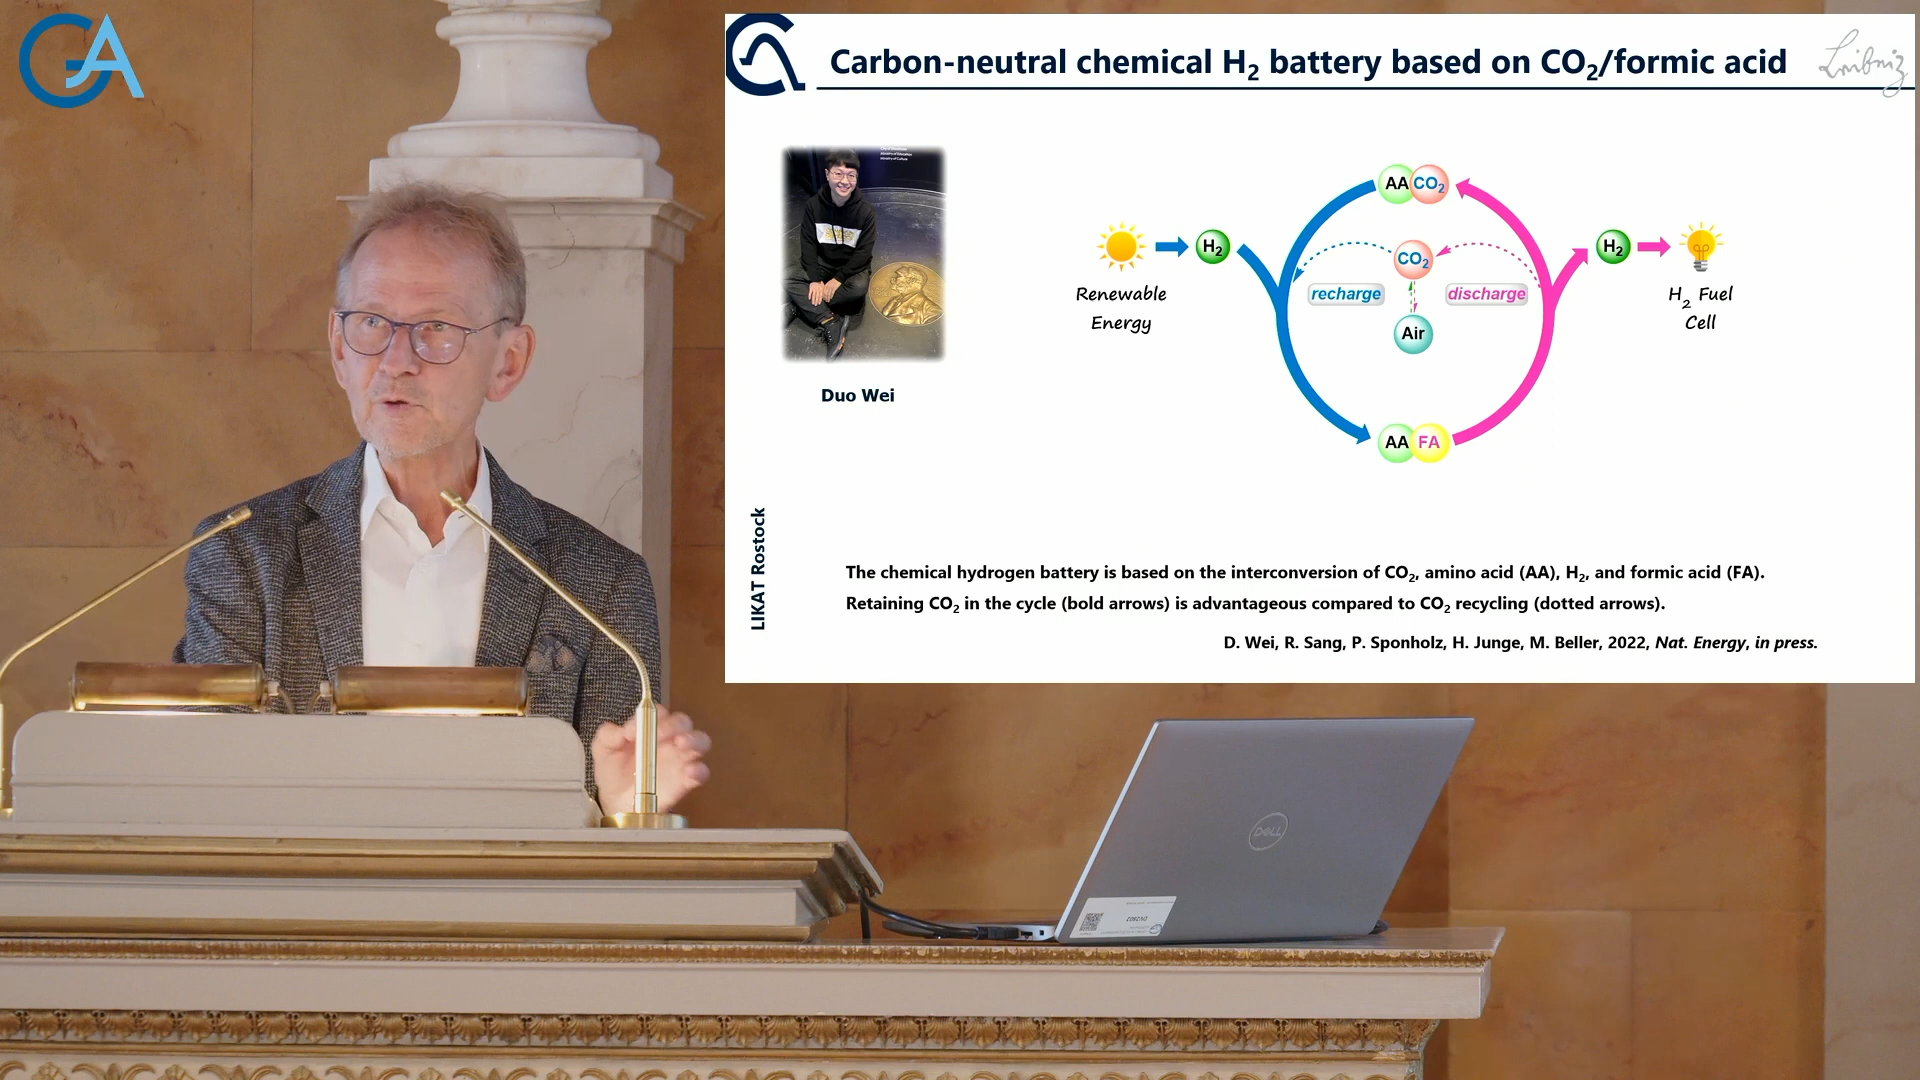 GA
Carbon-neutral chemical H₂ battery based on CO₂/formic acid
Leibniz
AA CO₂
H₂
CO₂
H₂
recharge
discharge
Renewable
Energy
H₂ Fuel
Cell
Air
Duo Wei
AA FA
LIKAT Rostock
The chemical hydrogen battery is based on the interconversion of CO₂, amino acid (AA), H₂, and formic acid (FA).
Retaining CO₂ in the cycle (bold arrows) is advantageous compared to CO₂ recycling (dotted arrows).
D. Wei, R. Sang, P. Sponholz, H. Junge, M. Beller, 2022, Nat. Energy, in press.
DELL